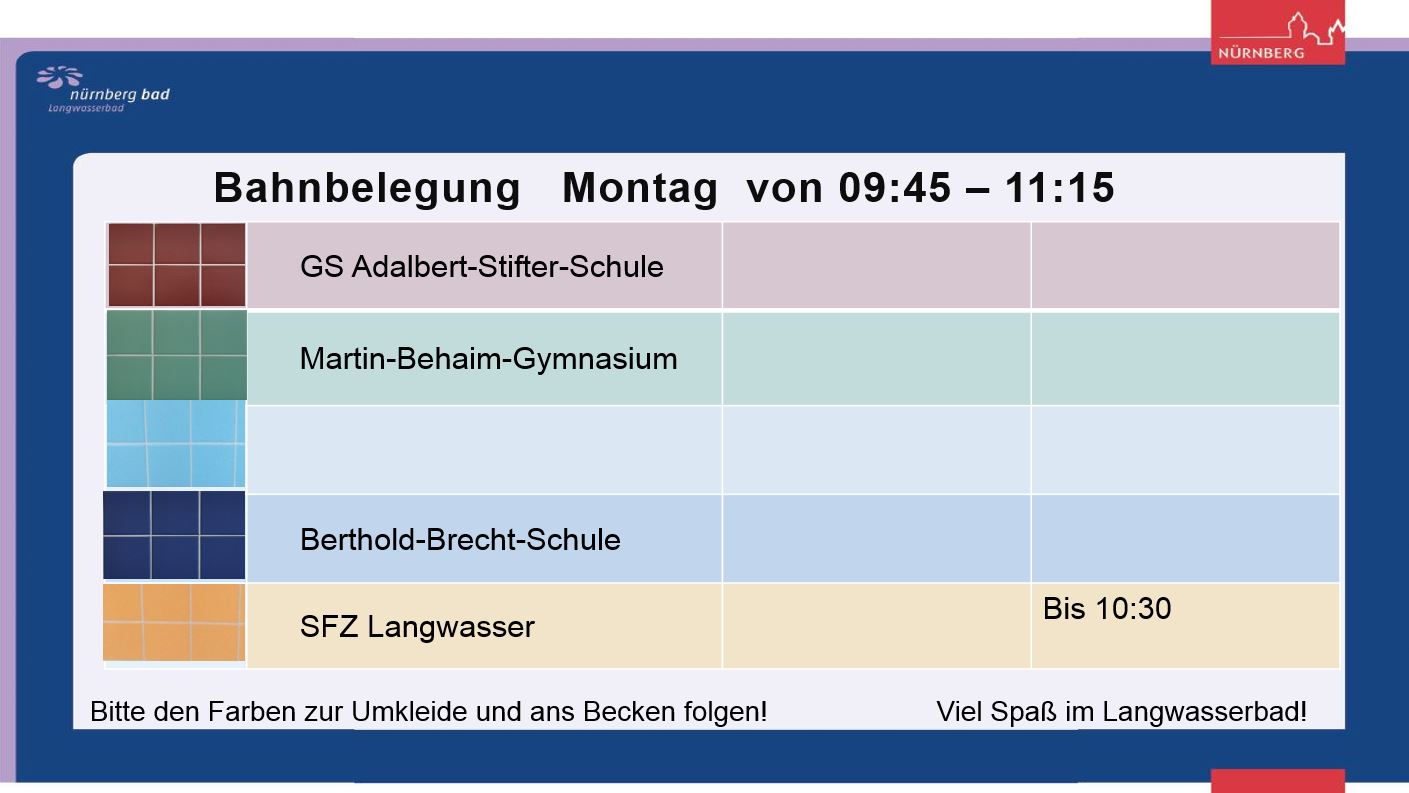 NÜRNBERG
nürnberg bad
Langwasserbad
Bahnbelegung Montag von 09:45 – 11:15
GS Adalbert-Stifter-Schule
Martin-Behaim-Gymnasium
Berthold-Brecht-Schule
SFZ Langwasser
Bis 10:30
Bitte den Farben zur Umkleide und ans Becken folgen!
Viel Spaß im Langwasserbad!